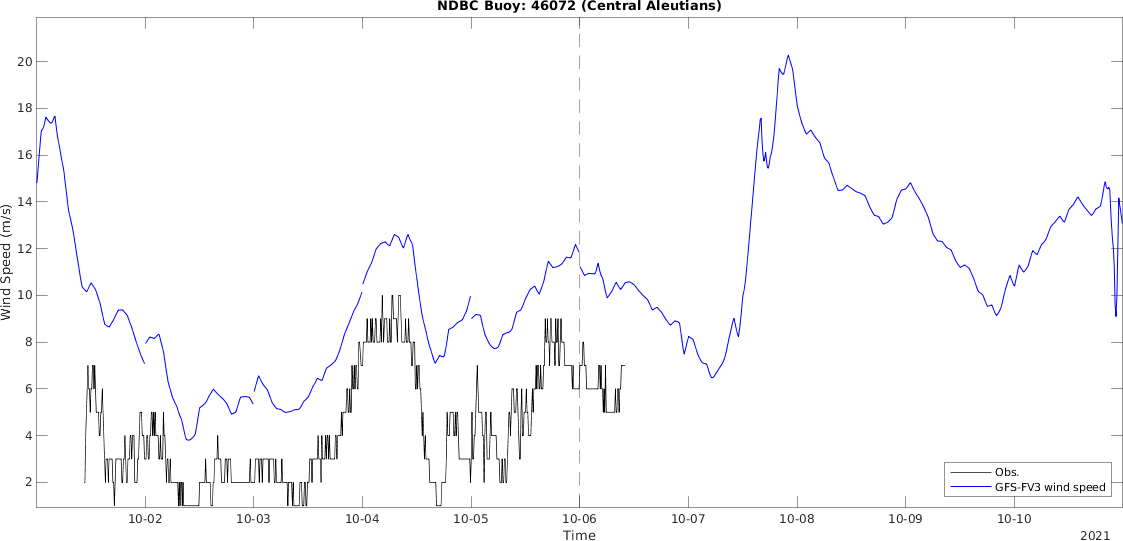 NDBC Buoy: 46072 (Central Aleutians)
Wind Speed (m/s)
20
18
16
14
12
10
8
6
4
2
Obs.
GFS-FV3 wind speed
10-02 10-03 10-04 10-05 10-06 10-07 10-08 10-09 10-10
Time
2021